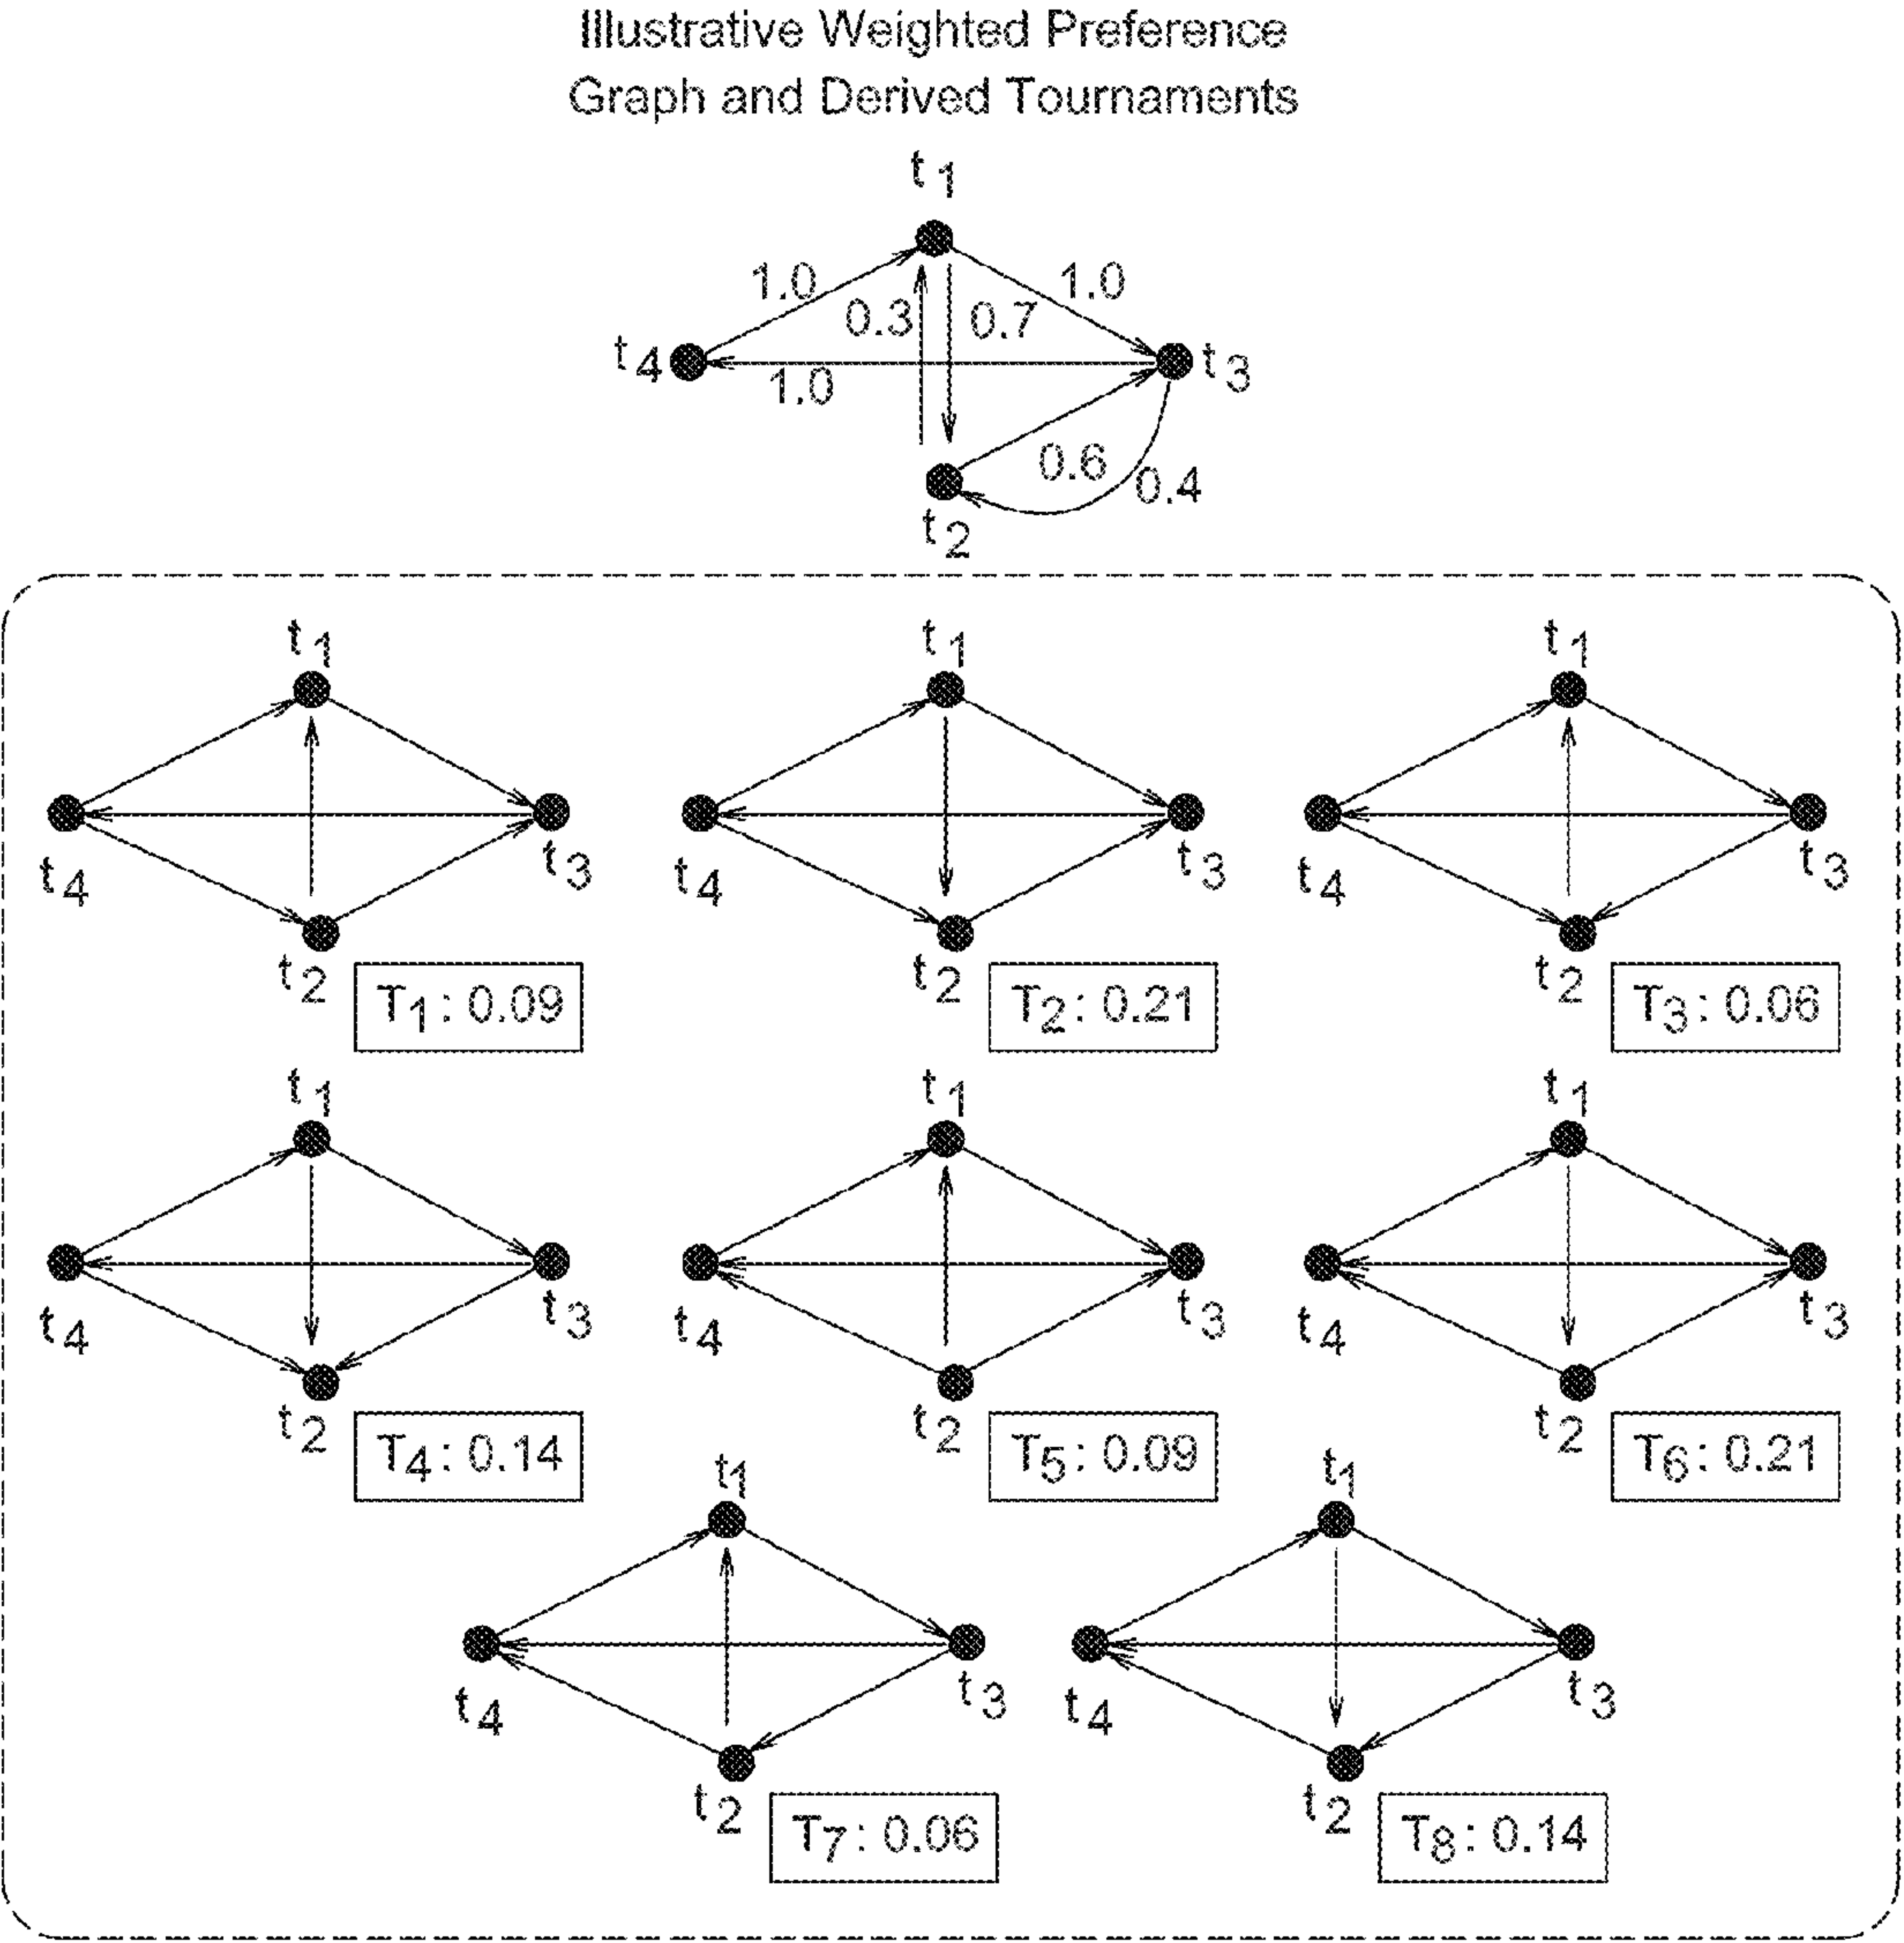 Illustrative Weighted Preference
Graph and Derived Tournaments
t1
1.0
1.0
0.3
0.7
t4
t3
1.0
0.6
0.4
t2
t1
t1
t1
t4
t3
t4
t3
t4
t3
t2
t2
t2
T1: 0.09
T2: 0.21
T3: 0.06
t1
t1
t1
t4
t3
t4
t3
t4
t3
t2
t2
t2
T4: 0.14
T5: 0.09
T6: 0.21
t1
t1
t4
t3
t4
t3
t2
t2
T7: 0.06
T8: 0.14